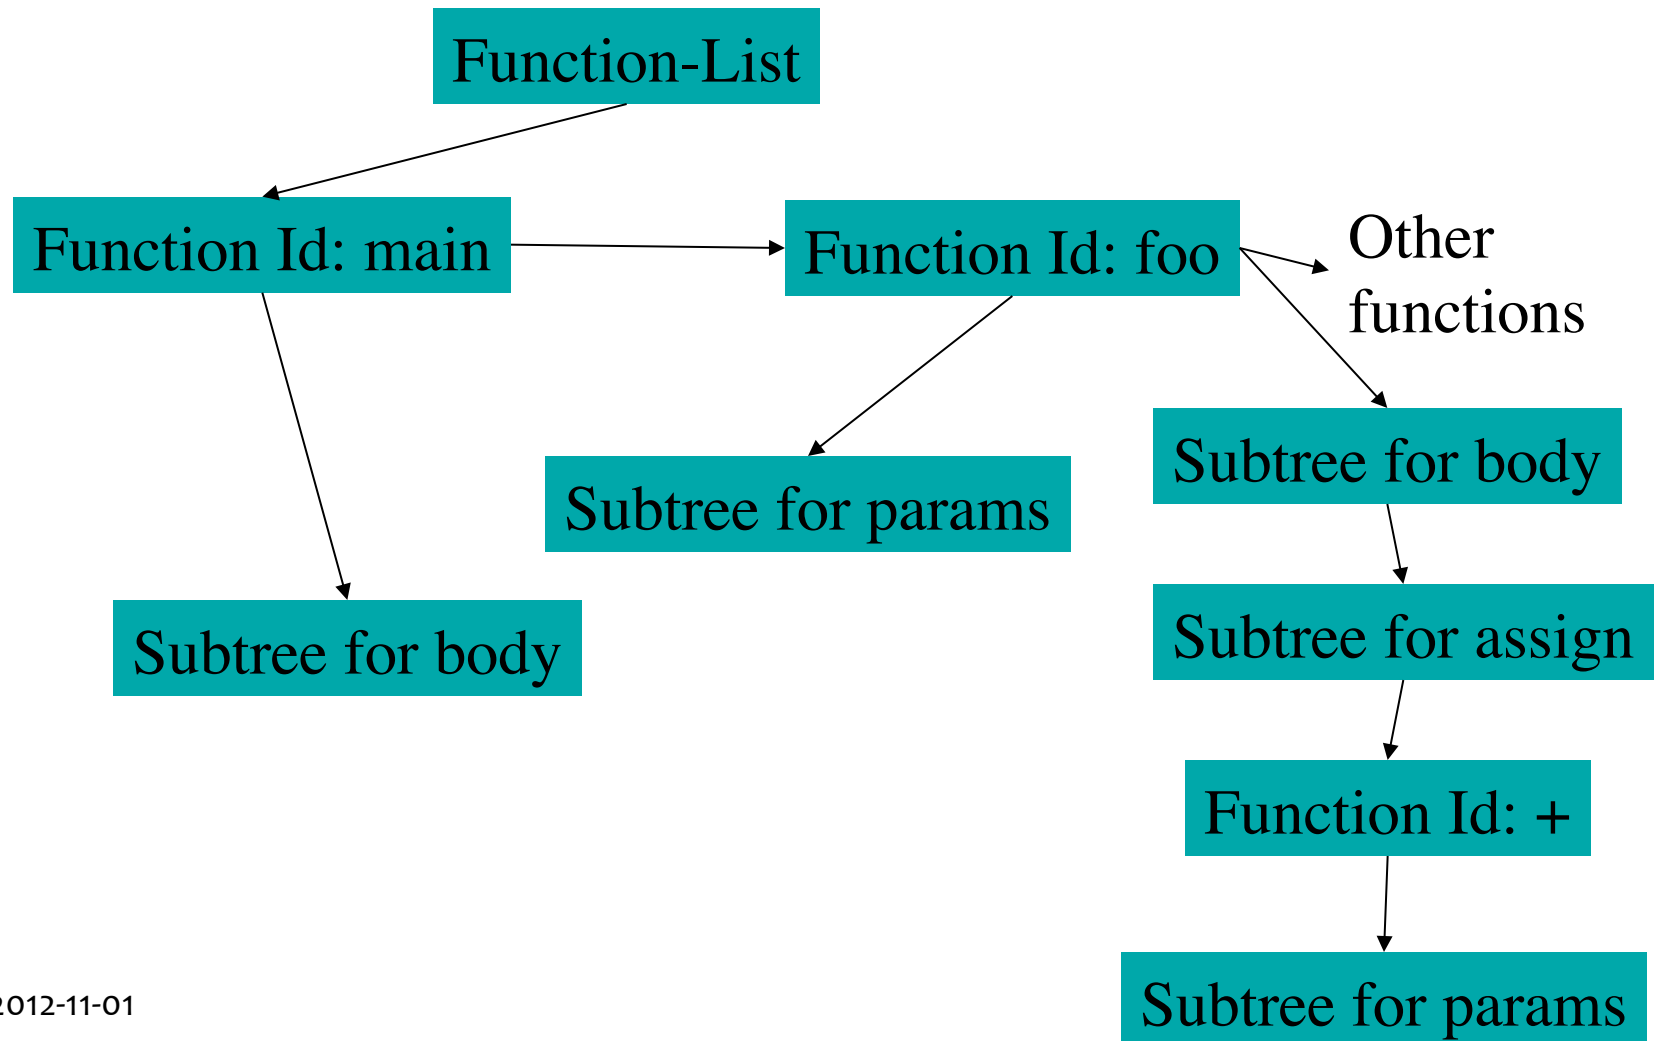 Function-List
Function Id: main
Function Id: foo
Other
functions
Subtree for body
Subtree for params
Subtree for assign
Subtree for body
Function Id: +
Subtree for params
2012-11-01